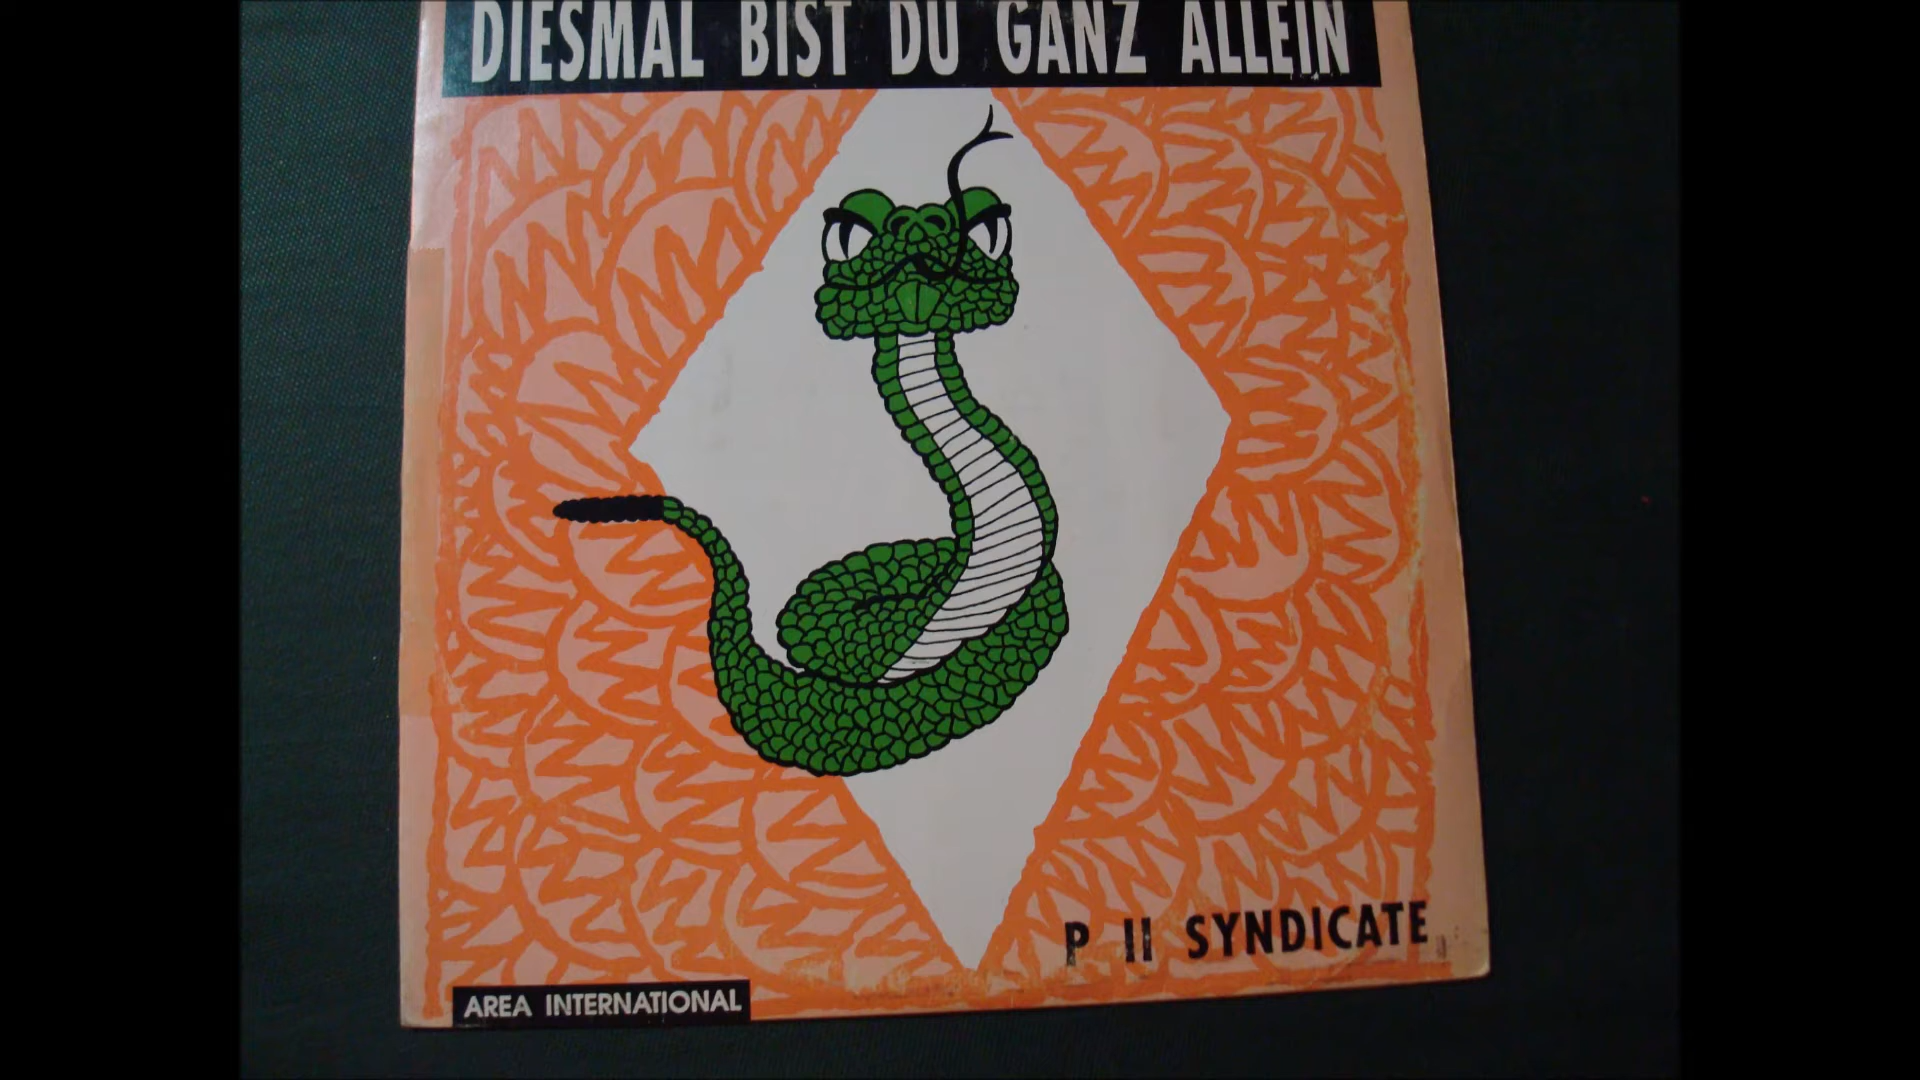 DIESMAL BIST DU GANZ ALLEIN
P II SYNDICATE
AREA INTERNATIONAL